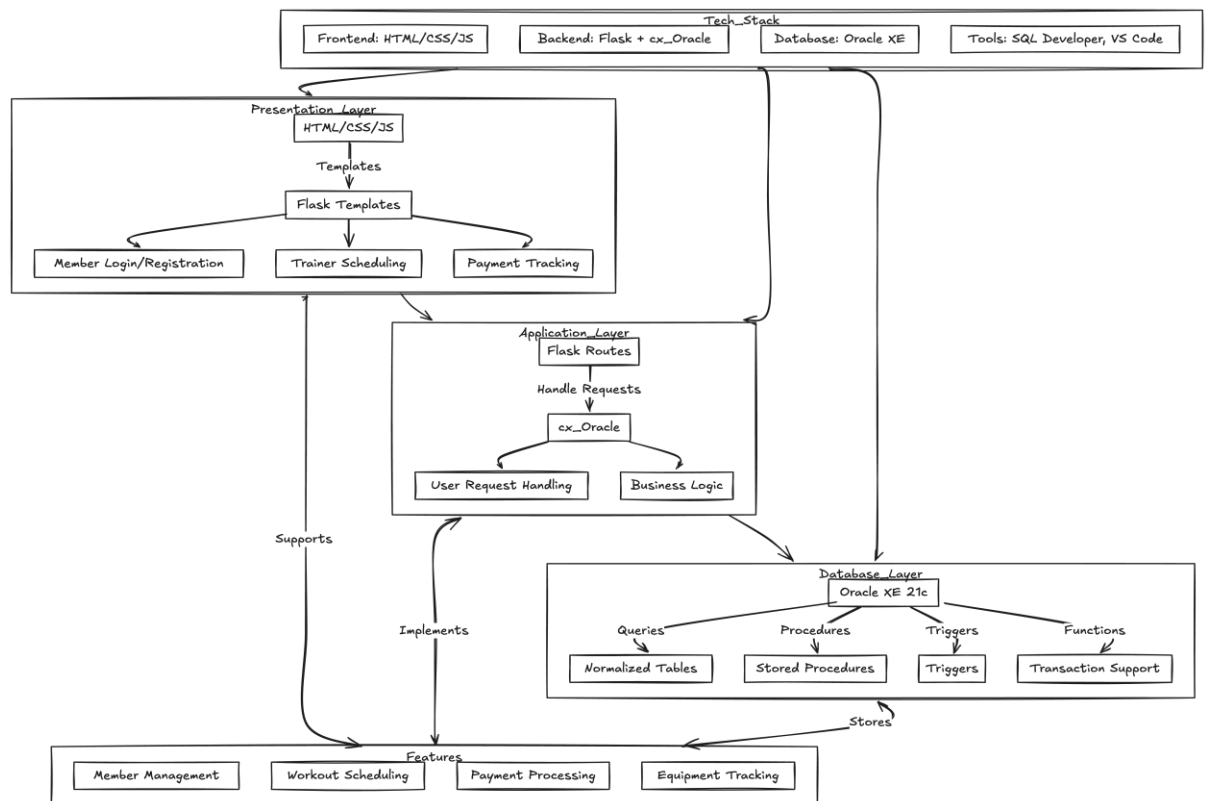 Tech_Stack
Frontend: HTML/CSS/JS
Backend: Flask + cx_Oracle
Database: Oracle XE
Tools: SQL Developer, VS Code
Presentation_Layer
HTML/CSS/JS
Templates
Flask Templates
Member Login/Registration
Trainer Scheduling
Payment Tracking
Application_Layer
Flask Routes
Handle Requests
cx_Oracle
User Request Handling
Business Logic
Supports
Implements
Database_Layer
Oracle XE 21c
Queries
Procedures
Triggers
Functions
Normalized Tables
Stored Procedures
Triggers
Transaction Support
Stores
Features
Member Management
Workout Scheduling
Payment Processing
Equipment Tracking